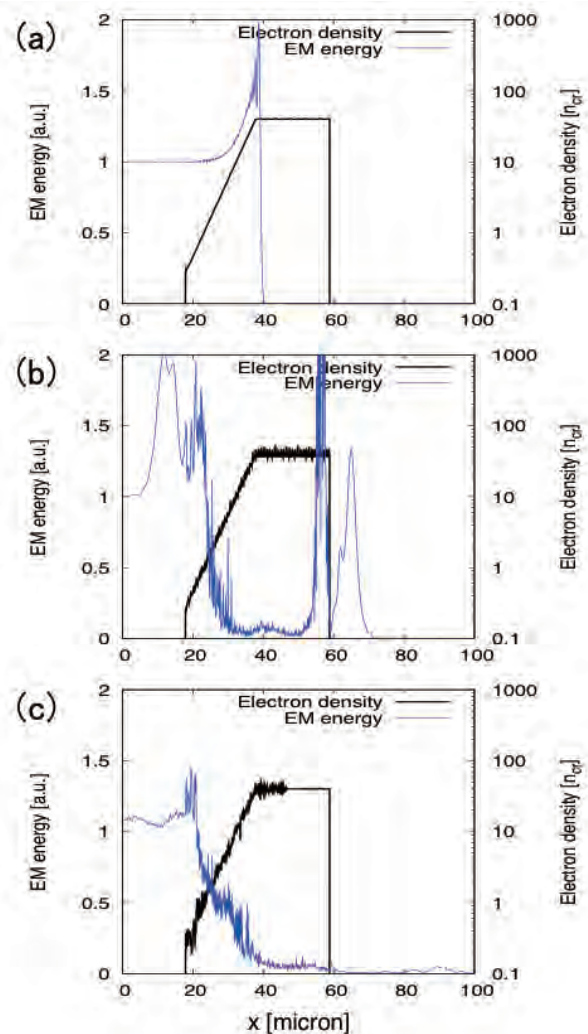 (a)
2
1.5
1
0.5
0
EM energy [a.u.]
Electron density
EM energy
1000
100
10
1
0.1
Electron density [n_cr]
0 20 40 60 80 100
(b)
2
1.5
1
0.5
0
EM energy [a.u.]
Electron density
EM energy
1000
100
10
1
0.1
Electron density [n_cr]
0 20 40 60 80 100
(c)
2
1.5
1
0.5
0
EM energy [a.u.]
Electron density
EM energy
1000
100
10
1
0.1
Electron density [n_cr]
0 20 40 60 80 100
x [micron]